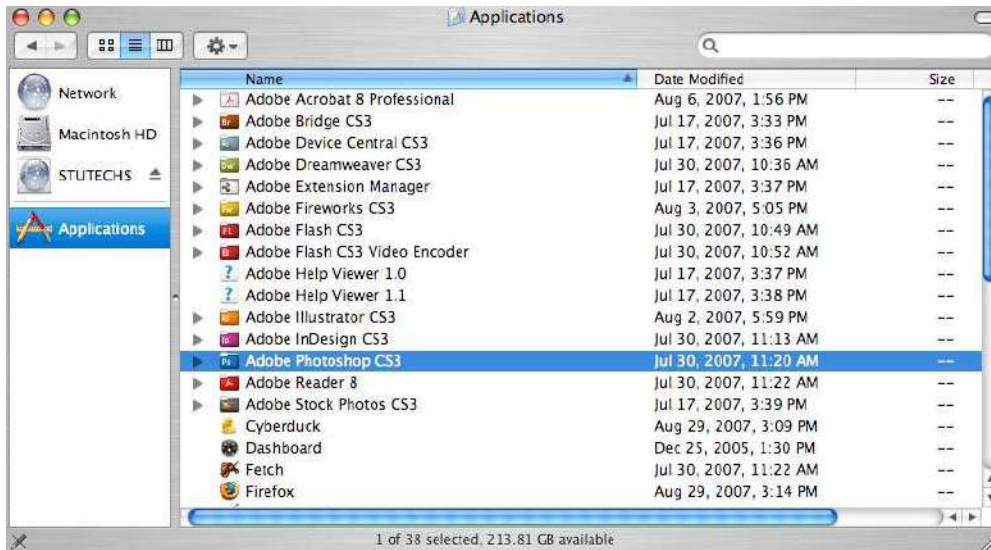 Applications
Network
Macintosh HD
STUTECHS
Applications
Name Date Modified Size
Adobe Acrobat 8 Professional Aug 6, 2007, 1:56 PM --
Adobe Bridge CS3 Jul 17, 2007, 3:33 PM --
Adobe Device Central CS3 Jul 17, 2007, 3:36 PM --
Adobe Dreamweaver CS3 Jul 30, 2007, 10:36 AM --
Adobe Extension Manager Jul 17, 2007, 3:37 PM --
Adobe Fireworks CS3 Aug 3, 2007, 5:05 PM --
Adobe Flash CS3 Jul 30, 2007, 10:49 AM --
Adobe Flash CS3 Video Encoder Jul 30, 2007, 10:52 AM --
Adobe Help Viewer 1.0 Jul 17, 2007, 3:37 PM --
Adobe Help Viewer 1.1 Jul 17, 2007, 3:38 PM --
Adobe Illustrator CS3 Aug 2, 2007, 5:59 PM --
Adobe InDesign CS3 Jul 30, 2007, 11:13 AM --
Adobe Photoshop CS3 Jul 30, 2007, 11:20 AM --
Adobe Reader 8 Jul 30, 2007, 11:22 AM --
Adobe Stock Photos CS3 Jul 17, 2007, 3:39 PM --
Cyberduck Aug 29, 2007, 3:09 PM --
Dashboard Dec 25, 2005, 1:30 PM --
Fetch Jul 30, 2007, 11:22 AM --
Firefox Aug 29, 2007, 3:14 PM --
1 of 38 selected, 213.81 GB available